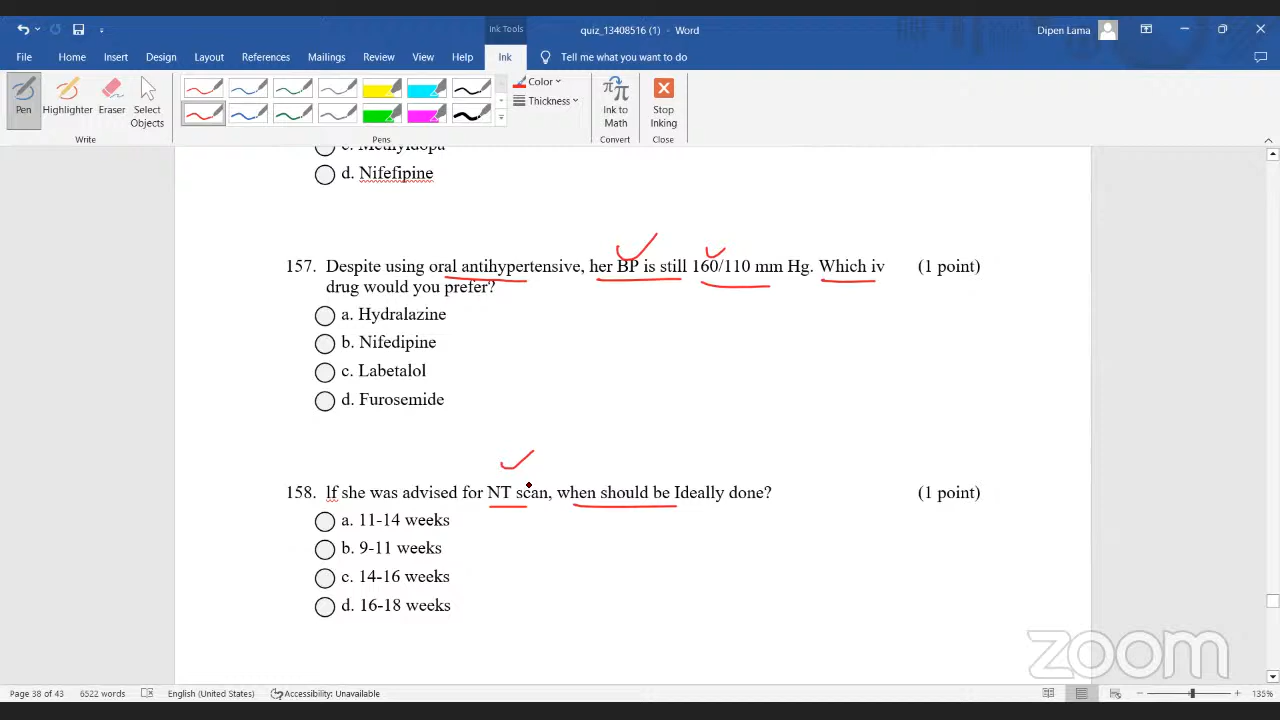 Ink Tools
quiz_13408516 (1) - Word
Dipen Lama
File Home Insert Design Layout References Mailings Review View Help Ink Tell me what you want to do
Pen Highlighter Eraser Select Objects
Color
Thickness
Ink to Math
Stop Inking
Write Pens Convert Close
c. Methyldopa
d. Nifefipine
157. Despite using oral antihypertensive, her BP is still 160/110 mm Hg. Which iv (1 point)
drug would you prefer?
a. Hydralazine
b. Nifedipine
c. Labetalol
d. Furosemide
158. If she was advised for NT scan, when should be Ideally done? (1 point)
a. 11-14 weeks
b. 9-11 weeks
c. 14-16 weeks
d. 16-18 weeks
zoom
Page 38 of 43 6522 words English (United States) Accessibility: Unavailable 135%